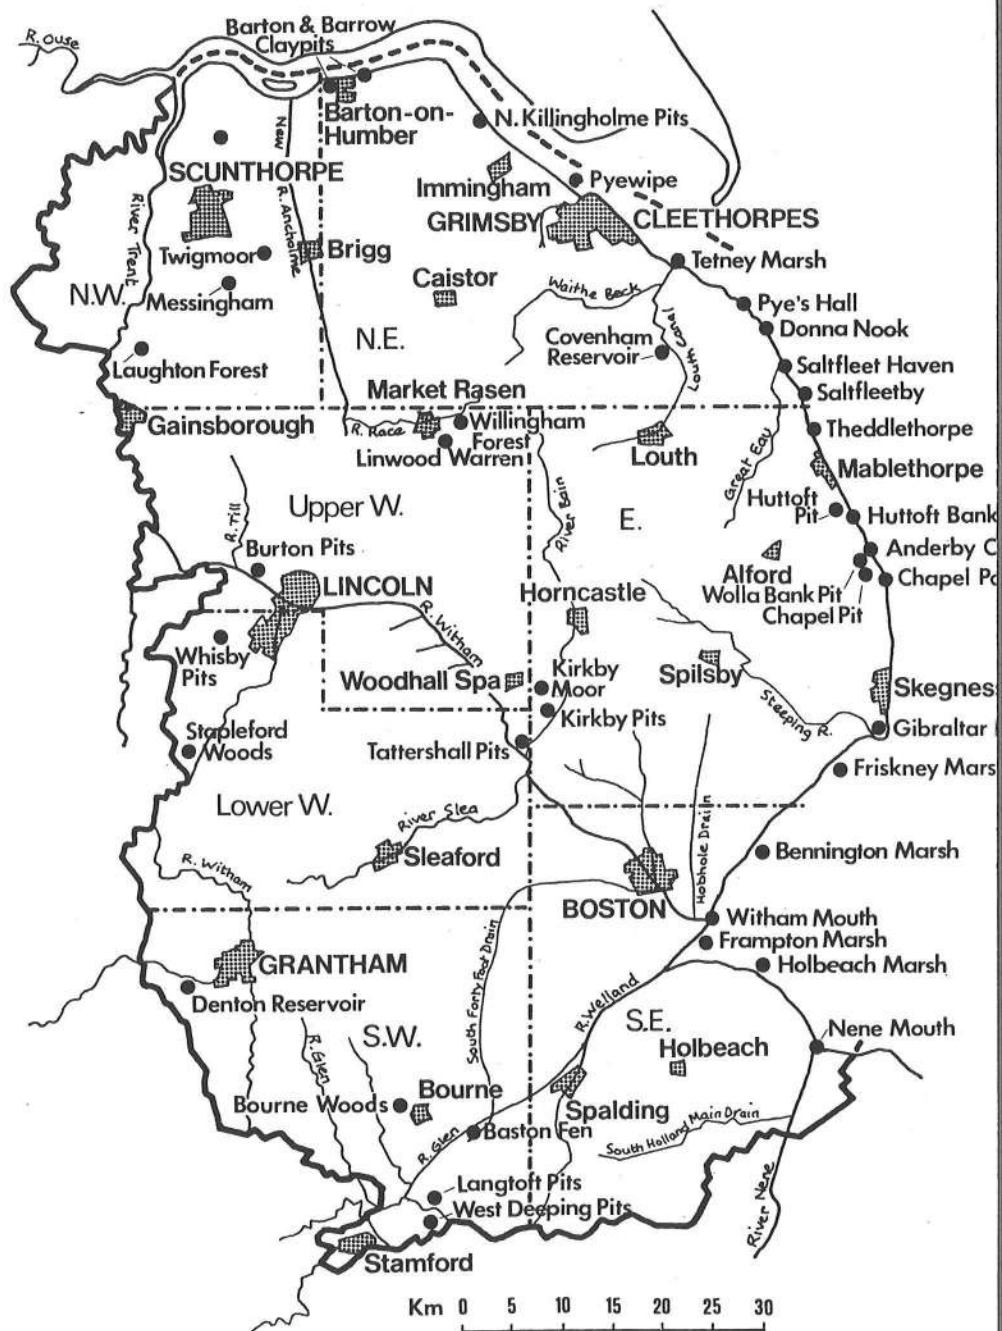 Barton & Barrow
Claypits
R. Ouse
Barton-on-
Humber
N. Killingholme Pits
New
R. Ancholme
SCUNTHORPE
Immingham
Pyewipe
GRIMSBY
CLEETHORPES
River Trent
Twigmoor
Brigg
Tetney Marsh
N.W.
Messingham
Caistor
Waithe Beck
Pye's Hall
Donna Nook
N.E.
Covenham
Reservoir
Louth Canal
Laughton Forest
Saltfleet Haven
Saltfleetby
Market Rasen
Gainsborough
R. Race
Willingham
Forest
Linwood Warren
Louth
Theddlethorpe
Great Eau
Mablethorpe
Upper W.
R. Till
River Bain
E.
Huttoft
Pit
Huttoft Bank
Burton Pits
Anderby C
LINCOLN
Horncastle
Alford
Wolla Bank Pit
Chapel Pit
Chapel Po
R. Witham
Whisby
Pits
Woodhall Spa
Kirkby
Moor
Spilsby
Skegnes
Kirkby Pits
Steeping R.
Gibraltar
Stapleford
Woods
Tattershall Pits
Friskney Mars
Lower W.
River Slea
Hobhole Drain
Sleaford
Bennington Marsh
R. Witham
BOSTON
Witham Mouth
Frampton Marsh
Holbeach Marsh
GRANTHAM
Denton Reservoir
South Forty Foot Drain
R. Welland
S.W.
S.E.
Nene Mouth
R. Glen
Holbeach
Bourne
Bourne Woods
Spalding
R. Glen
Baston Fen
South Holland Main Drain
Langtoft Pits
West Deeping Pits
River Nene
Stamford
Km 0 5 10 15 20 25 30